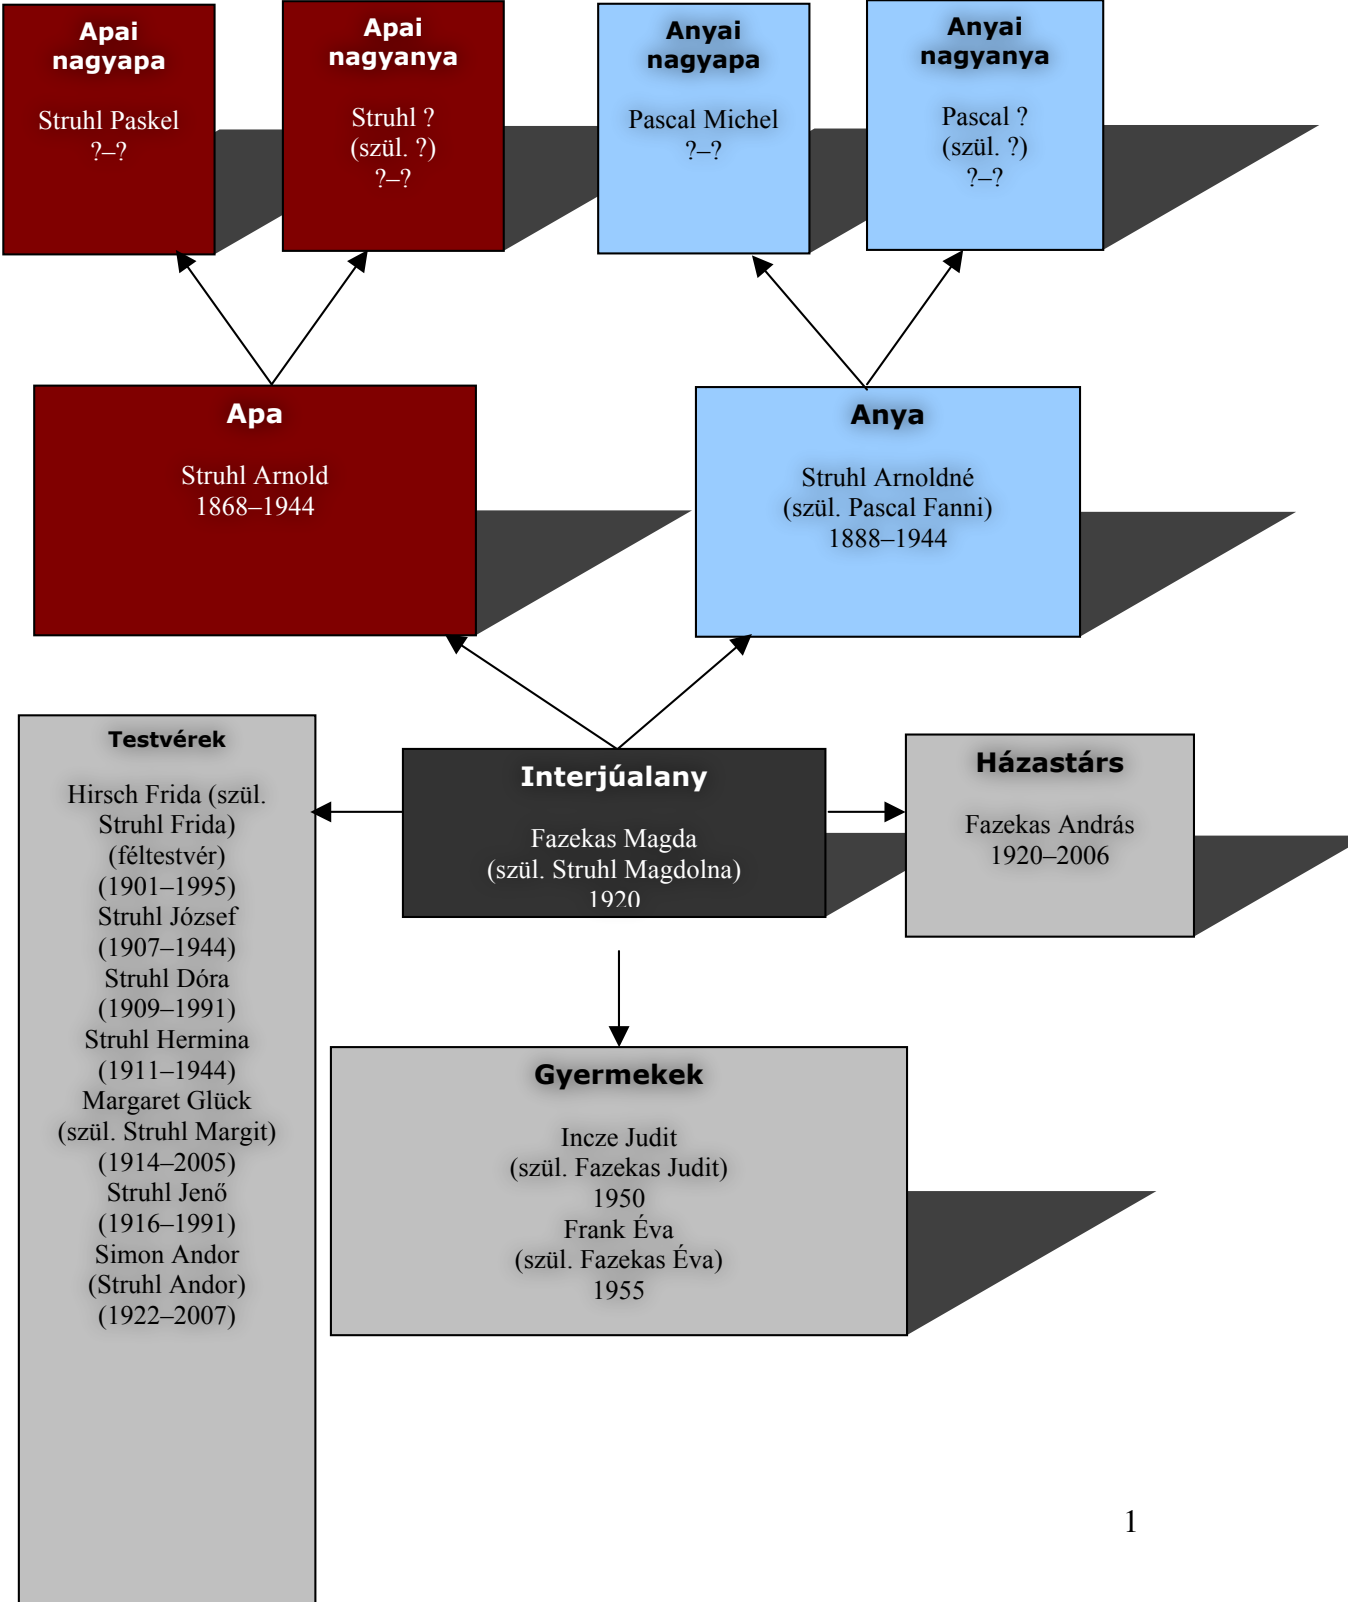 Apai
nagyapa
Struhl Paskel
?–?
Apai
nagyanya
Struhl ?
(szül. ?)
?–?
Anyai
nagyapa
Pascal Michel
?–?
Anyai
nagyanya
Pascal ?
(szül. ?)
?–?
Apa
Struhl Arnold
1868–1944
Anya
Struhl Arnoldné
(szül. Pascal Fanni)
1888–1944
Testvérek
Hirsch Frida (szül.
Struhl Frida)
(féltestvér)
(1901–1995)
Struhl József
(1907–1944)
Struhl Dóra
(1909–1991)
Struhl Hermina
(1911–1944)
Margaret Glück
(szül. Struhl Margit)
(1914–2005)
Struhl Jenő
(1916–1991)
Simon Andor
(Struhl Andor)
(1922–2007)
Interjúalany
Fazekas Magda
(szül. Struhl Magdolna)
1920
Házastárs
Fazekas András
1920–2006
Gyermekek
Incze Judit
(szül. Fazekas Judit)
1950
Frank Éva
(szül. Fazekas Éva)
1955
1